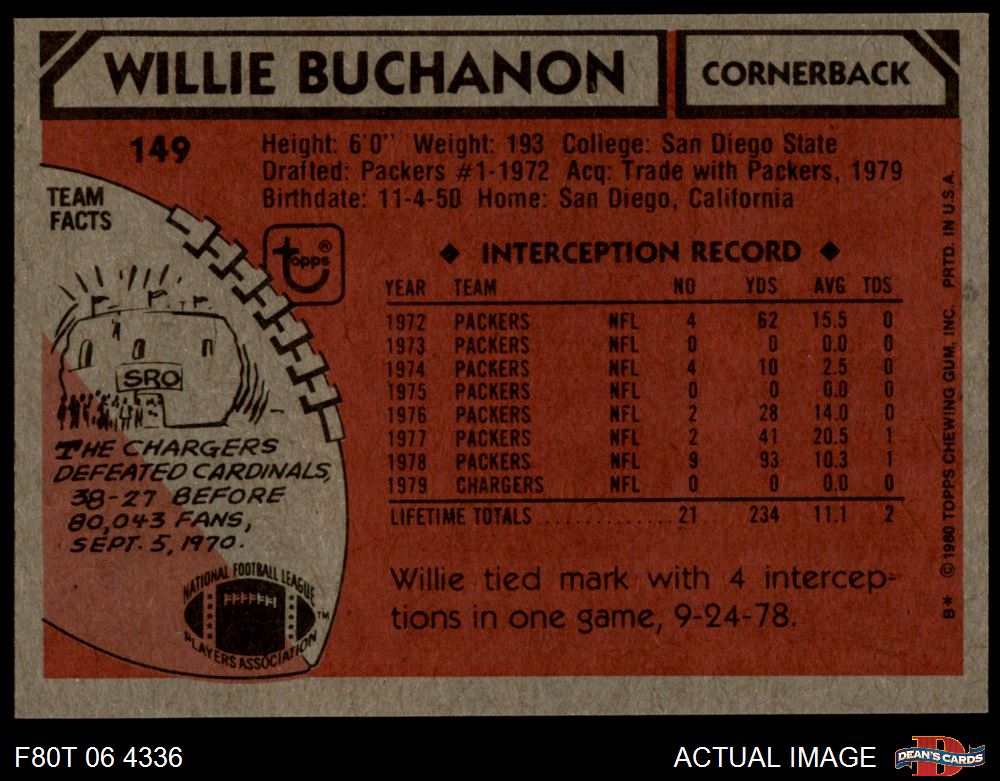 WILLIE BUCHANON
CORNERBACK
149
Height: 6'0" Weight: 193 College: San Diego State
Drafted: Packers #1-1972 Acq: Trade with Packers, 1979
Birthdate: 11-4-50 Home: San Diego, California
TEAM
FACTS
topps®
SRO
THE CHARGERS
DEFEATED CARDINALS,
38-27 BEFORE
80,043 FANS,
SEPT. 5, 1970.
NATIONAL FOOTBALL LEAGUE
PLAYERS ASSOCIATION
TM
◆ INTERCEPTION RECORD ◆
YEAR TEAM NO YDS AVG TDS
1972 PACKERS NFL 4 62 15.5 0
1973 PACKERS NFL 0 0 0.0 0
1974 PACKERS NFL 4 10 2.5 0
1975 PACKERS NFL 0 0 0.0 0
1976 PACKERS NFL 2 28 14.0 0
1977 PACKERS NFL 2 41 20.5 1
1978 PACKERS NFL 9 93 10.3 1
1979 CHARGERS NFL 0 0 0.0 0
LIFETIME TOTALS ..................... 21 234 11.1 2
Willie tied mark with 4 intercep-
tions in one game, 9-24-78.
B* © 1980 TOPPS CHEWING GUM, INC. PRTD. IN U.S.A.
F80T 06 4336
ACTUAL IMAGE
D
DEAN'S CARDS